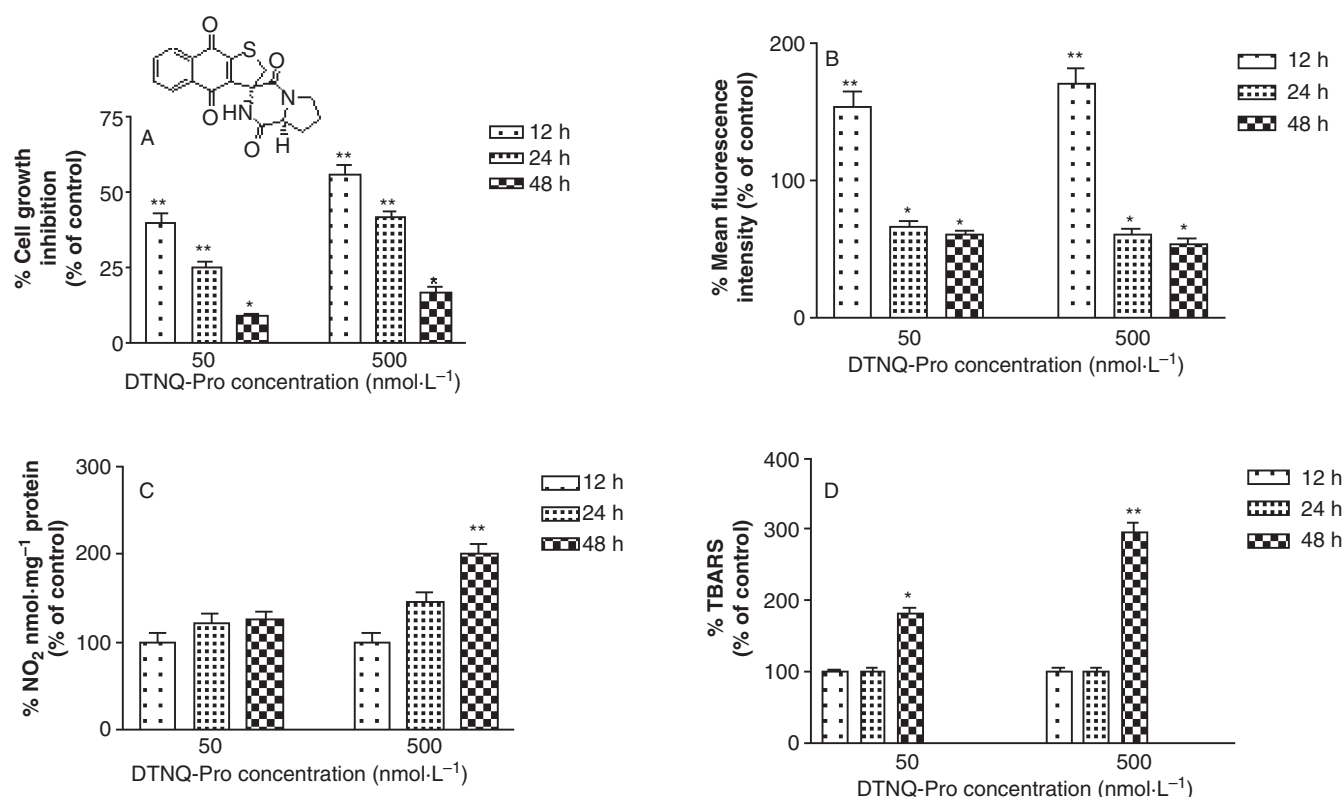 O
S
O
N
HN
O
O
H
A
75
50
25
0
% Cell growth
inhibition
(% of control)
**
**
*
**
**
*
50
500
DTNQ-Pro concentration (nmol·L⁻¹)
12 h
24 h
48 h
B
200
100
0
% Mean fluorescence
intensity (% of control)
**
*
*
**
*
*
50
500
DTNQ-Pro concentration (nmol·L⁻¹)
12 h
24 h
48 h
C
300
200
100
0
% NO₂ nmol·mg⁻¹ protein
(% of control)
**
50
500
DTNQ-Pro concentration (nmol·L⁻¹)
12 h
24 h
48 h
D
400
300
200
100
0
% TBARS
(% of control)
*
**
50
500
DTNQ-Pro concentration (nmol·L⁻¹)
12 h
24 h
48 h